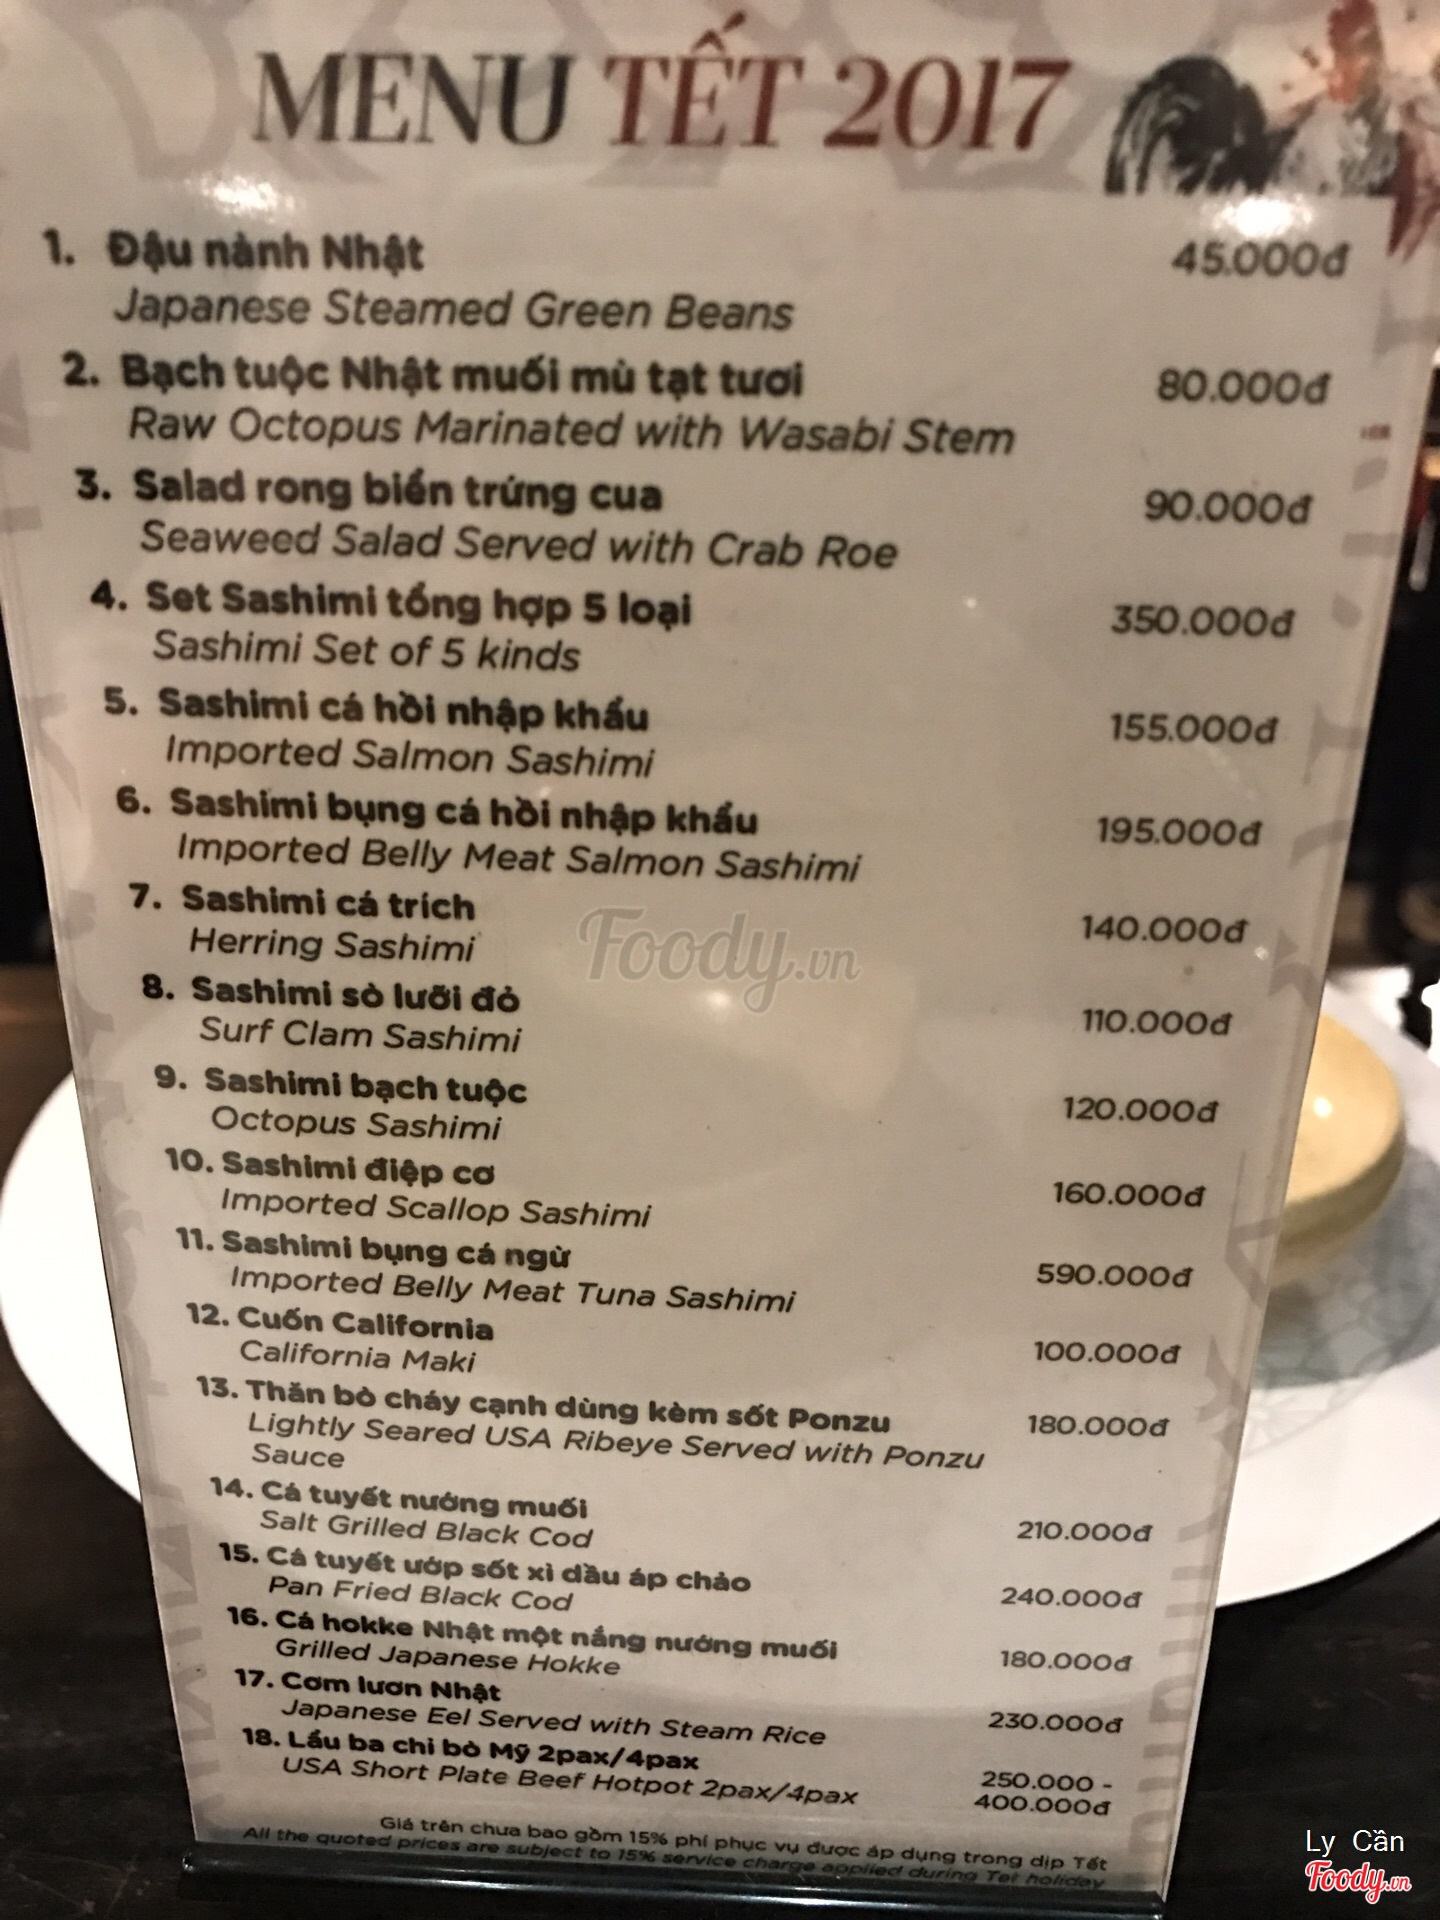 MENU TẾT 2017
1. Đậu nành Nhật 45.000đ
Japanese Steamed Green Beans
2. Bạch tuộc Nhật muối mù tạt tươi 80.000đ
Raw Octopus Marinated with Wasabi Stem
3. Salad rong biển trứng cua 90.000đ
Seaweed Salad Served with Crab Roe
4. Set Sashimi tổng hợp 5 loại 350.000đ
Sashimi Set of 5 kinds
5. Sashimi cá hồi nhập khẩu 155.000đ
Imported Salmon Sashimi
6. Sashimi bụng cá hồi nhập khẩu 195.000đ
Imported Belly Meat Salmon Sashimi
7. Sashimi cá trích 140.000đ
Herring Sashimi
Foody.vn
8. Sashimi sò lưỡi đỏ 110.000đ
Surf Clam Sashimi
9. Sashimi bạch tuộc 120.000đ
Octopus Sashimi
10. Sashimi điệp cơ 160.000đ
Imported Scallop Sashimi
11. Sashimi bụng cá ngừ 590.000đ
Imported Belly Meat Tuna Sashimi
12. Cuốn California 100.000đ
California Maki
13. Thăn bò cháy cạnh dùng kèm sốt Ponzu 180.000đ
Lightly Seared USA Ribeye Served with Ponzu
Sauce
14. Cá tuyết nướng muối 210.000đ
Salt Grilled Black Cod
15. Cá tuyết ướp sốt xì dầu áp chảo 240.000đ
Pan Fried Black Cod
16. Cá hokke Nhật một nắng nướng muối 180.000đ
Grilled Japanese Hokke
17. Cơm lươn Nhật 230.000đ
Japanese Eel Served with Steam Rice
18. Lẩu ba chỉ bò Mỹ 2pax/4pax 250.000 -
USA Short Plate Beef Hotpot 2pax/4pax 400.000đ
Giá trên chưa bao gồm 15% phí phục vụ được áp dụng trong dịp Tết
All the quoted prices are subject to 15% service charge applied during Tet holiday
Ly Cần
Foody.vn